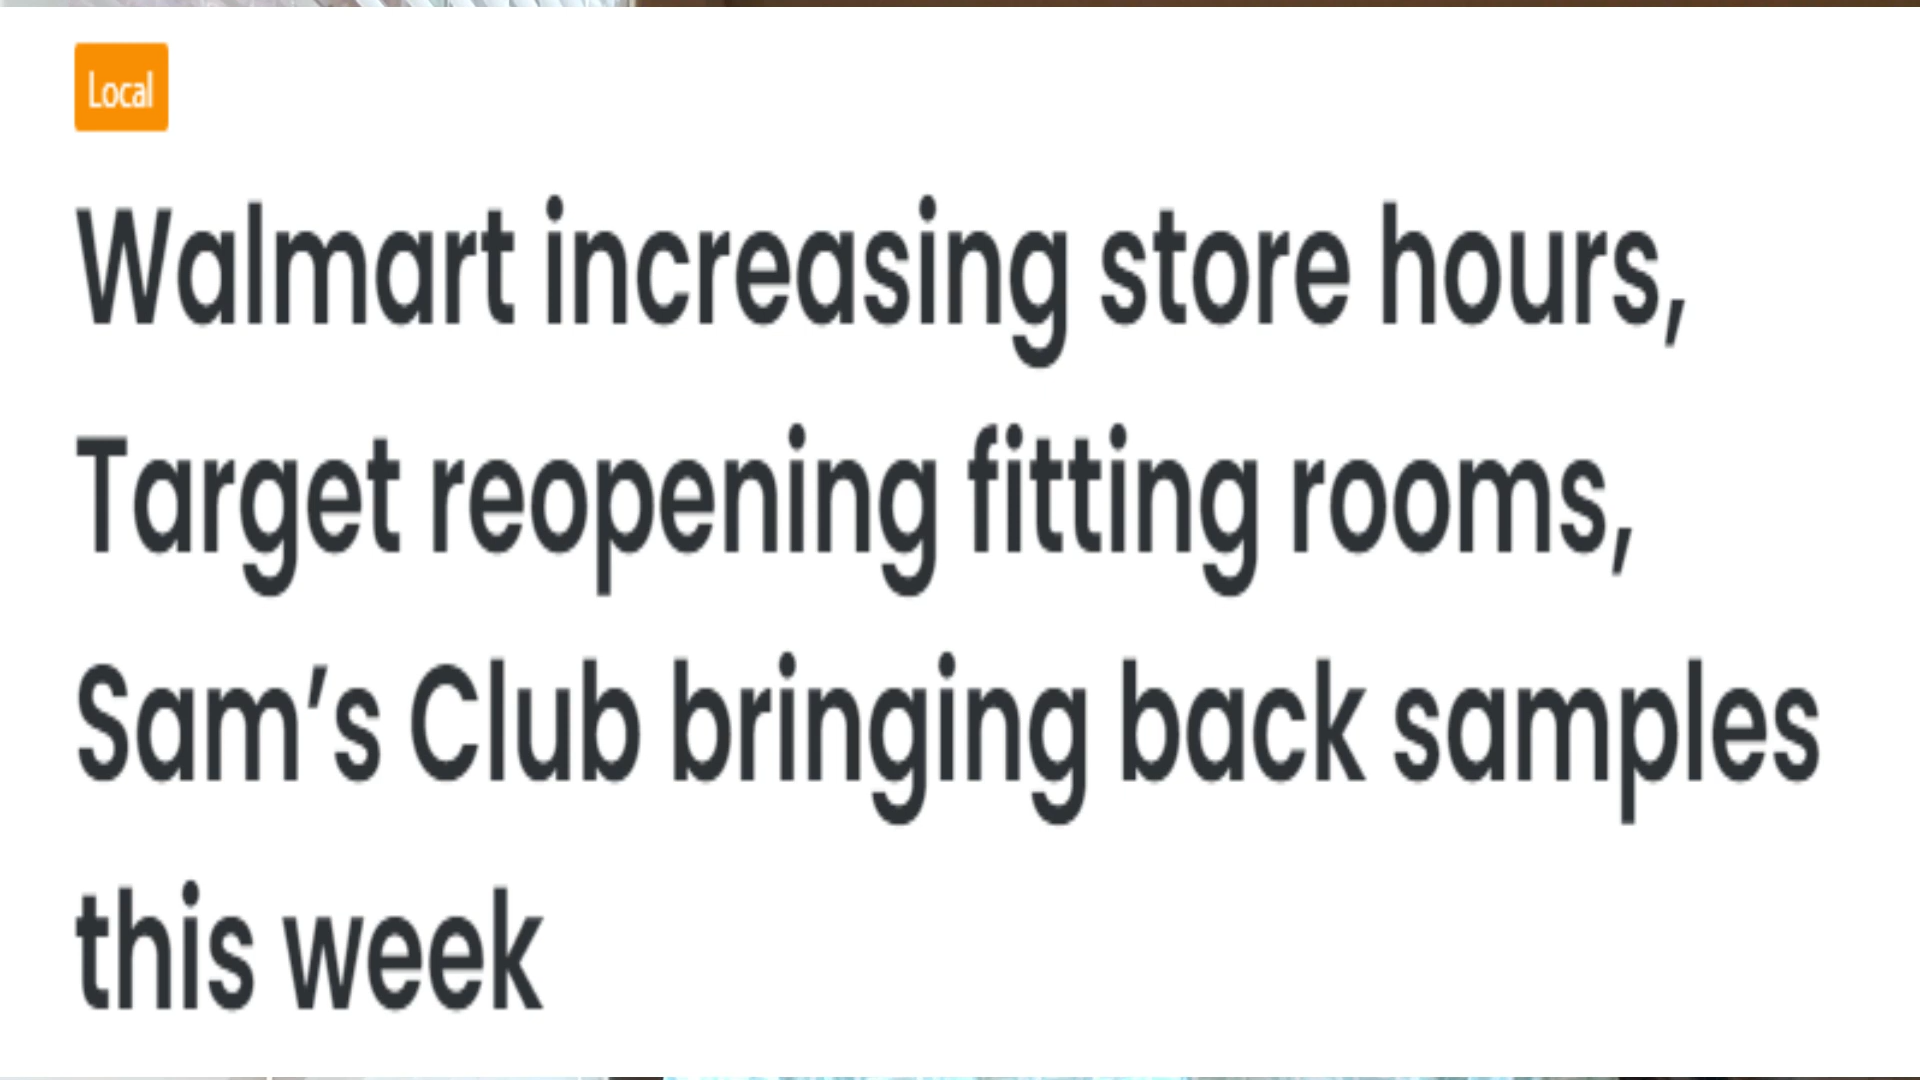 Local
Walmart increasing store hours,
Target reopening fitting rooms,
Sam’s Club bringing back samples
this week